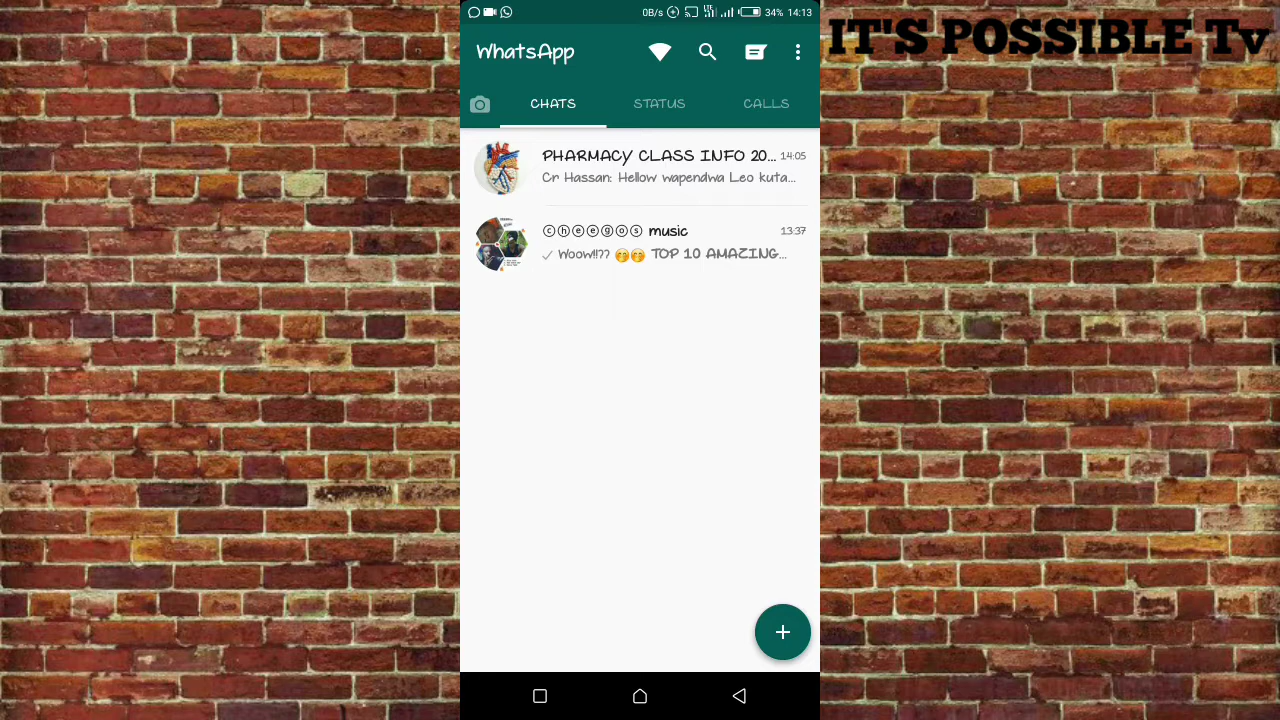 IT'S POSSIBLE Tv
0B/s LTE 34% 14:13
WhatsApp
CHATS STATUS CALLS
PHARMACY CLASS INFO 20... 14:05
Cr Hassan: Hellow wapendwa Leo kuta...
ⓒⓗⓔⓔⓖⓞⓢ music 13:37
Woow!!?? 🤭🤭 TOP 10 AMAZING...